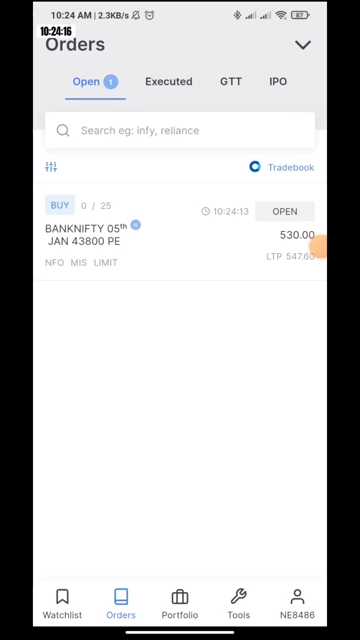 10:24 AM | 2.3KB/s
87
10:24:16
Orders
Open 1 Executed GTT IPO
Search eg: infy, reliance
Tradebook
BUY 0 / 25
10:24:13 OPEN
BANKNIFTY 05th W
JAN 43800 PE
530.00
NFO MIS LIMIT
LTP 547.60
Watchlist Orders Portfolio Tools NE8486